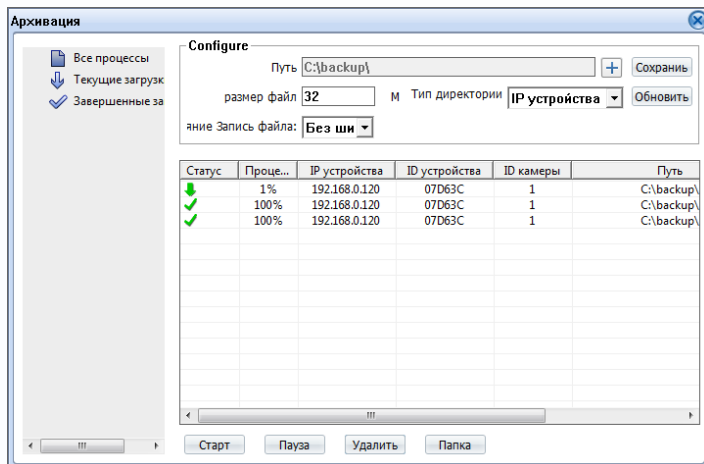 Архивация
Все процессы
Текущие загрузк
Завершенные за
Configure
Путь C:\backup\ + Сохрань
размер файл 32 М Тип директории IP устройства Обновить
ание Запись файла: Без ши
Статус Проце... IP устройства ID устройства ID камеры Путь
1% 192.168.0.120 07D63C 1 C:\backup\
100% 192.168.0.120 07D63C 1 C:\backup\
100% 192.168.0.120 07D63C 1 C:\backup\
Старт Пауза Удалить Папка